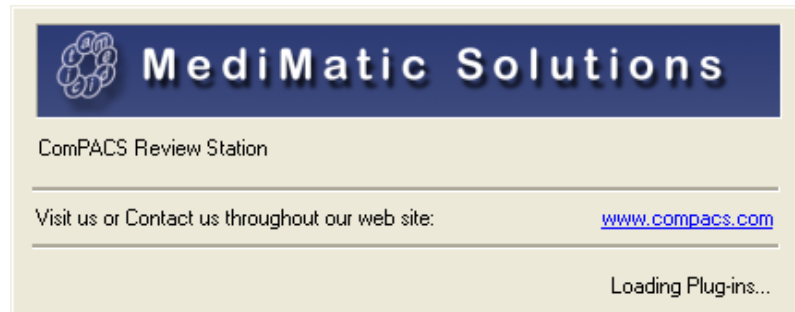 MediMatic Solutions
ComPACS Review Station
Visit us or Contact us throughout our web site: www.compacs.com
Loading Plug-ins...